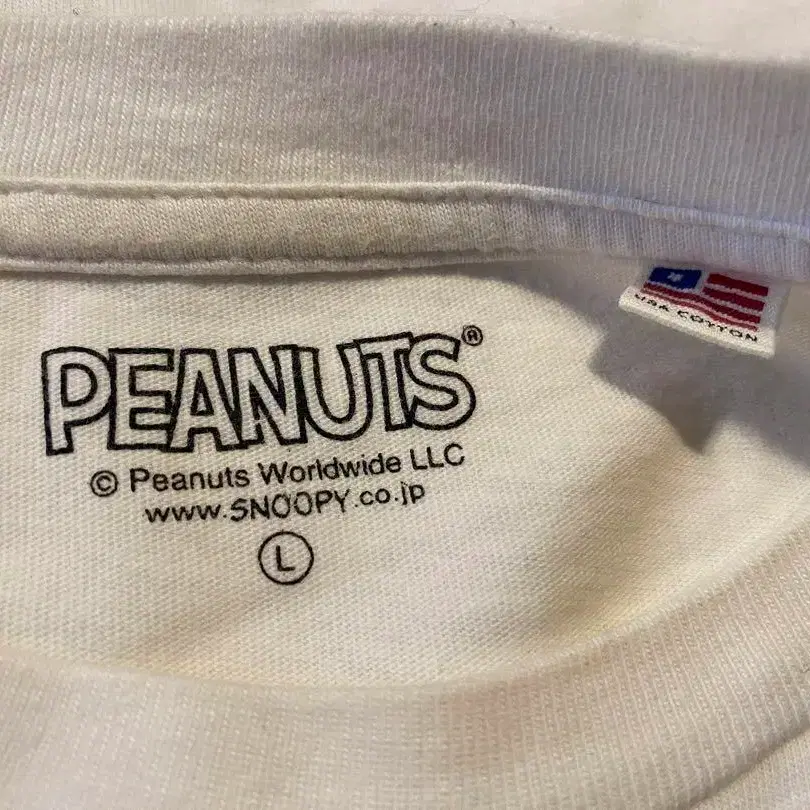 USA COTTON
PEANUTS®
© Peanuts Worldwide LLC
www.SNOOPY.co.jp
L